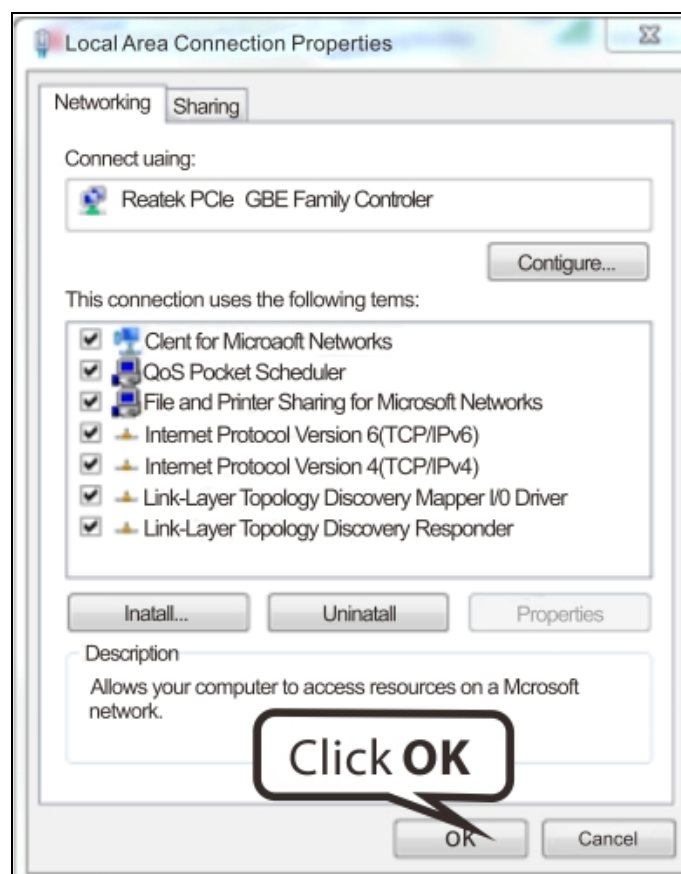 Local Area Connection Properties
Networking
Sharing
Connect uaing:
Reatek PCle GBE Family Controler
Contigure...
This connection uses the following tems:
Clent for Microaoft Networks
QoS Pocket Scheduler
File and Printer Sharing for Microsoft Networks
Internet Protocol Version 6(TCP/IPv6)
Internet Protocol Version 4(TCP/IPv4)
Link-Layer Topology Discovery Mapper I/0 Driver
Link-Layer Topology Discovery Responder
Inatall...
Uninatall
Properties
Description
Allows your computer to access resources on a Mcrosoft
network.
Click OK
OK
Cancel